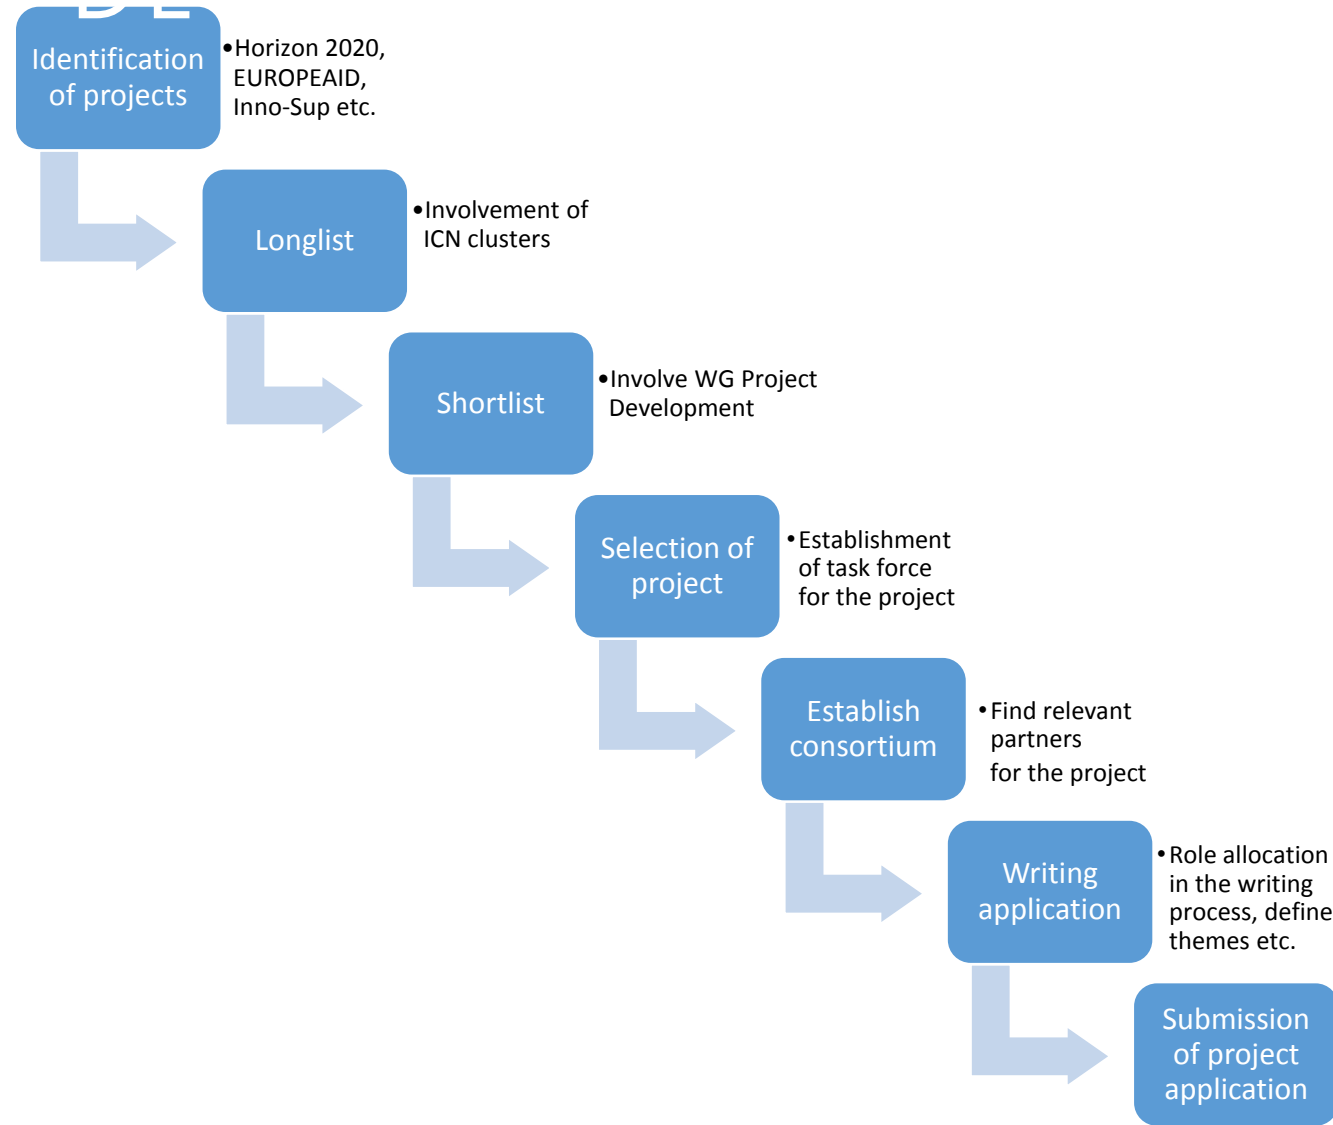 Identification
of projects
•Horizon 2020,
EUROPEAID,
Inno-Sup etc.
Longlist
•Involvement of
ICN clusters
Shortlist
•Involve WG Project
Development
Selection of
project
•Establishment
of task force
for the project
Establish
consortium
•Find relevant
partners
for the project
Writing
application
•Role allocation
in the writing
process, define
themes etc.
Submission
of project
application